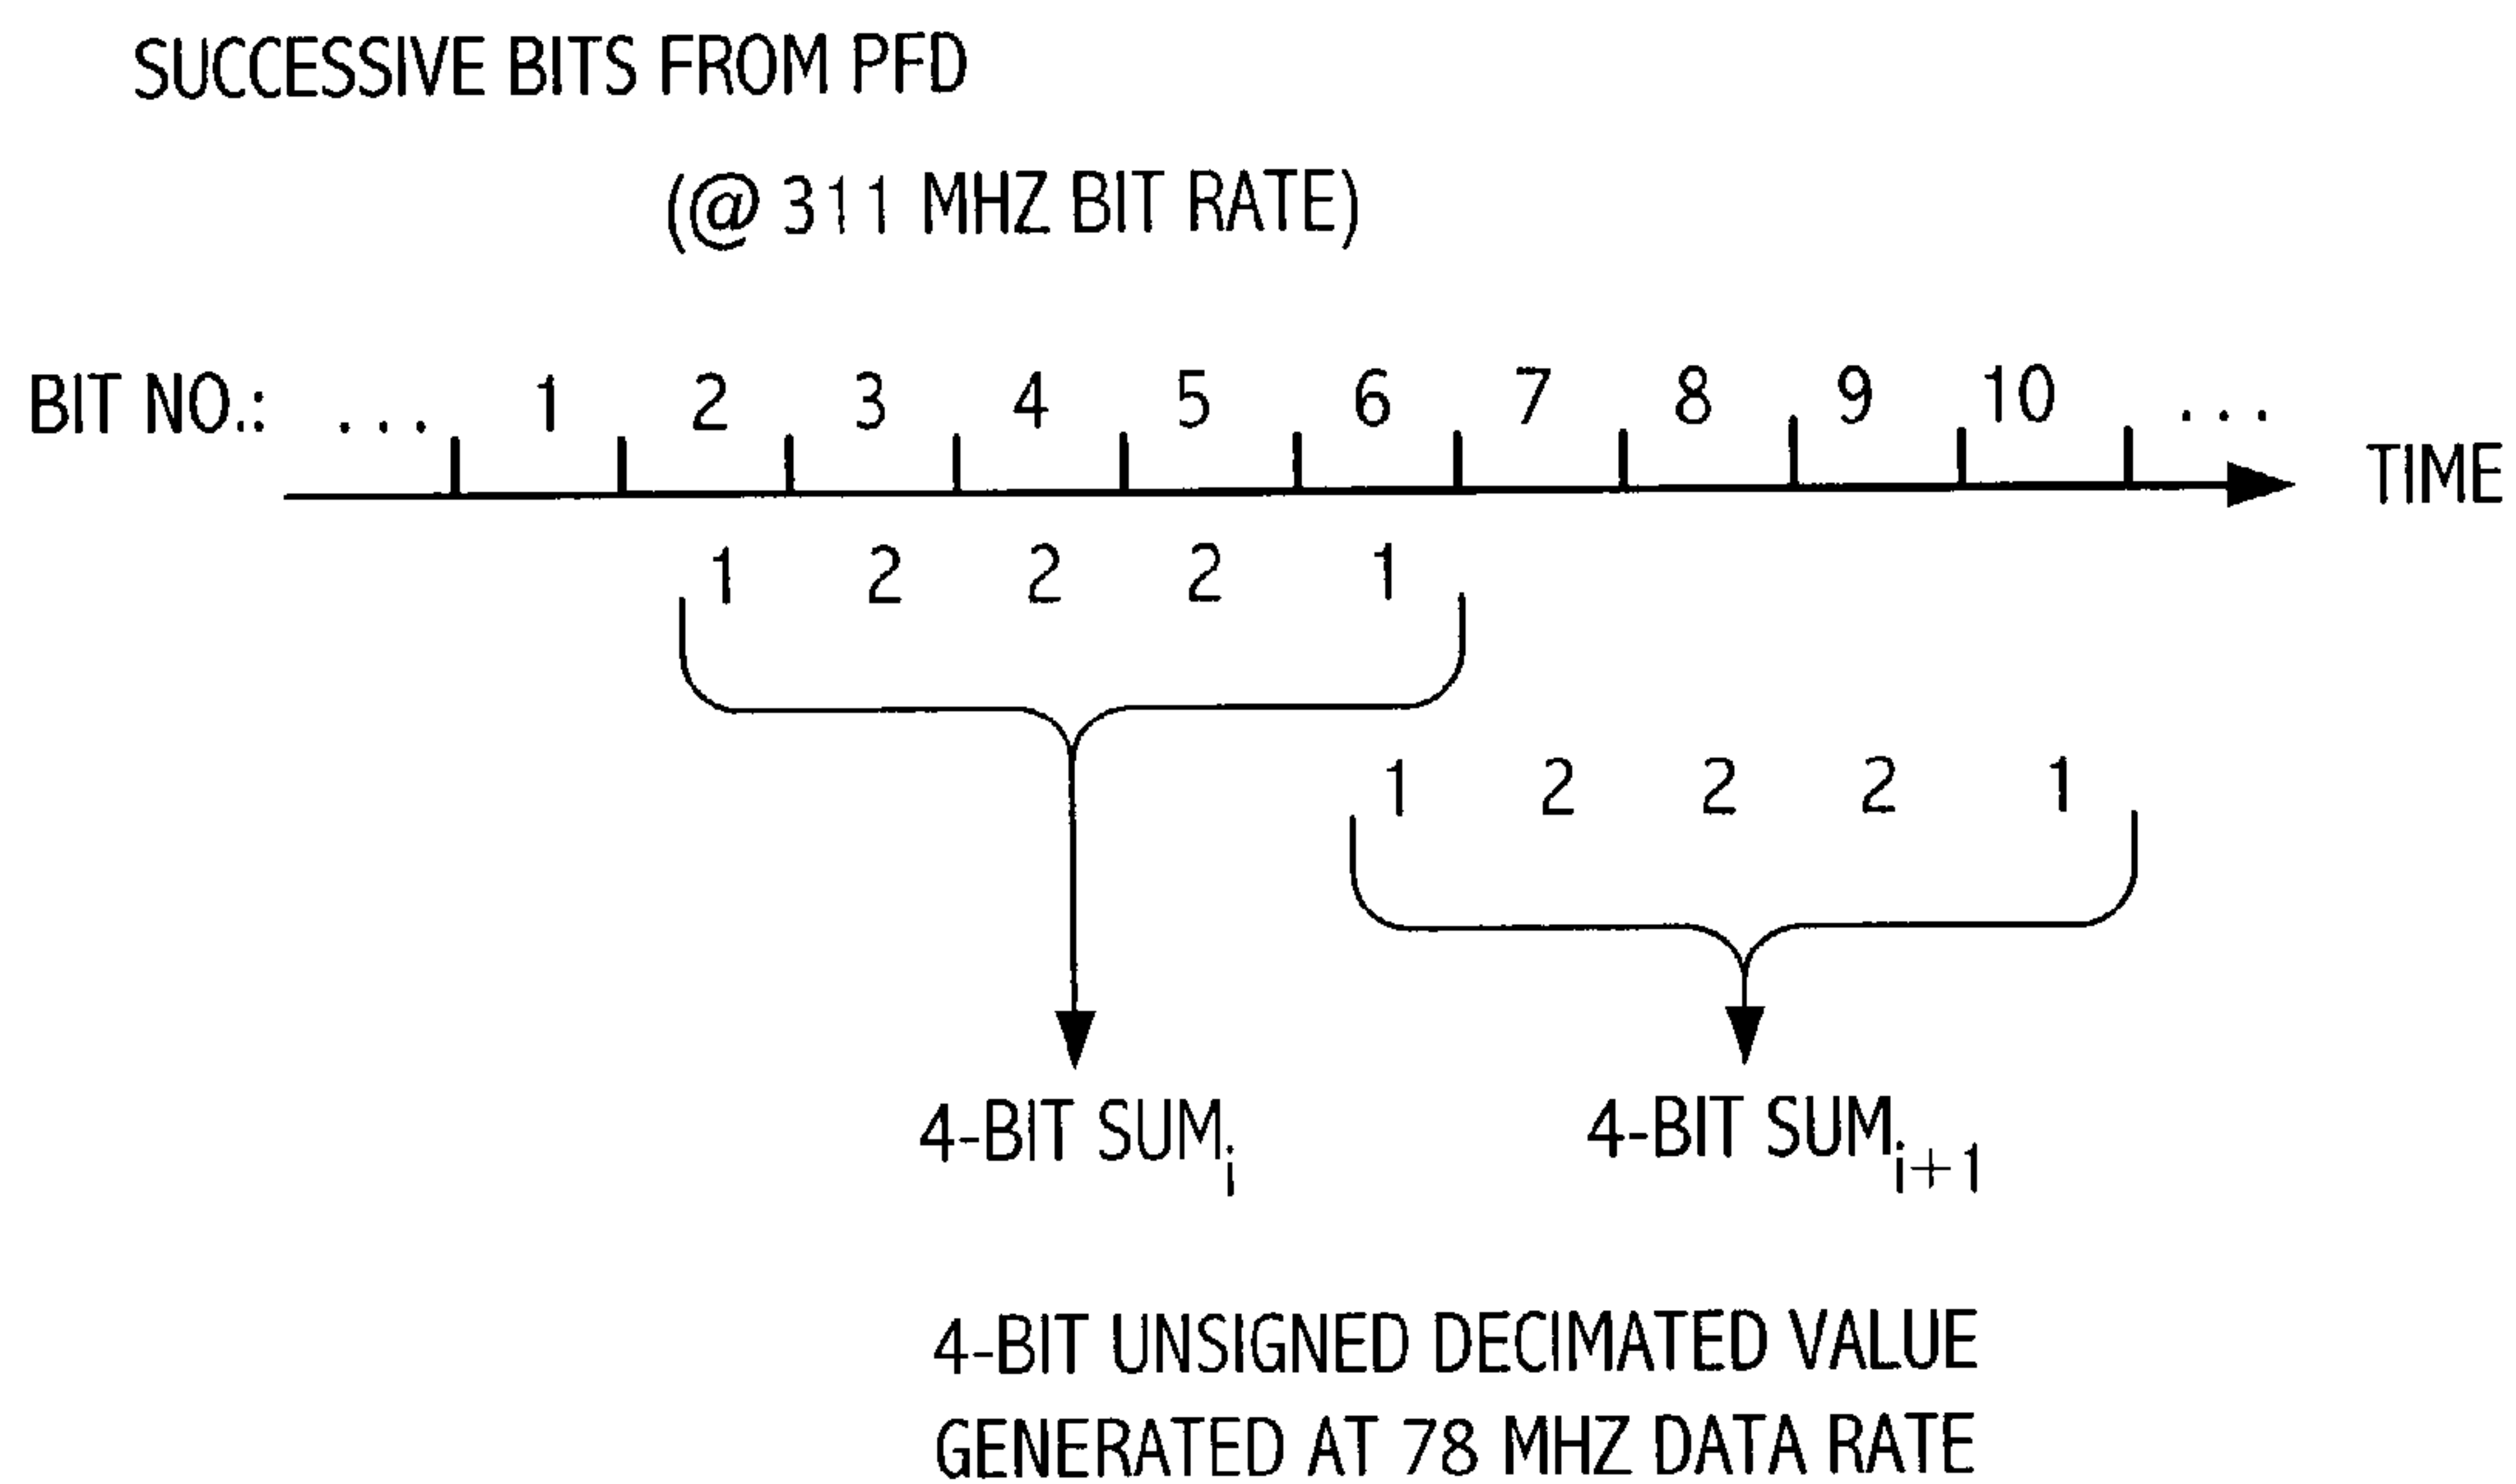 SUCCESSIVE BITS FROM PFD
(@ 311 MHZ BIT RATE)
BIT NO.: ... 1 2 3 4 5 6 7 8 9 10 ...
TIME
1 2 2 2 1
1 2 2 2 1
4-BIT SUMi 4-BIT SUMi+1
4-BIT UNSIGNED DECIMATED VALUE
GENERATED AT 78 MHZ DATA RATE